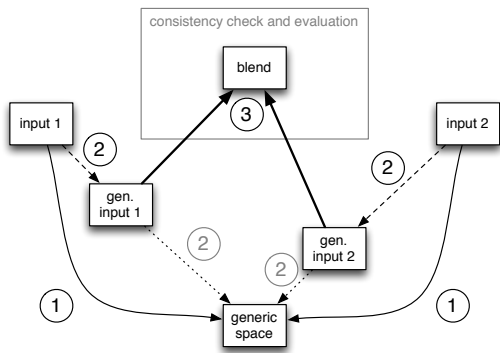 consistency check and evaluation
blend
3
input 1
input 2
2
2
gen.
input 1
2
gen.
input 2
2
1
1
generic
space